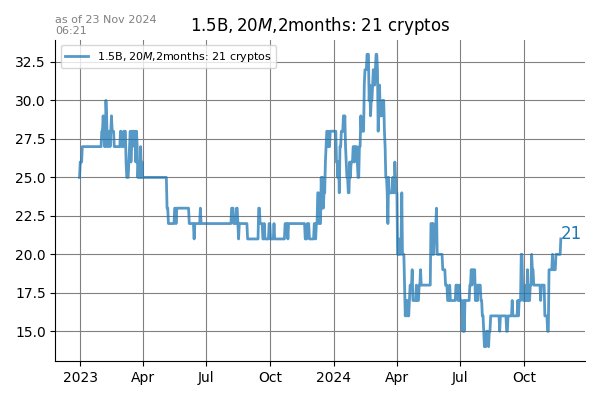 as of 23 Nov 2024
06:21
1.5B, 20M,2months: 21 cryptos
1.5B, 20M,2months: 21 cryptos
32.5
30.0
27.5
25.0
22.5
20.0
17.5
15.0
21
2023 Apr Jul Oct 2024 Apr Jul Oct